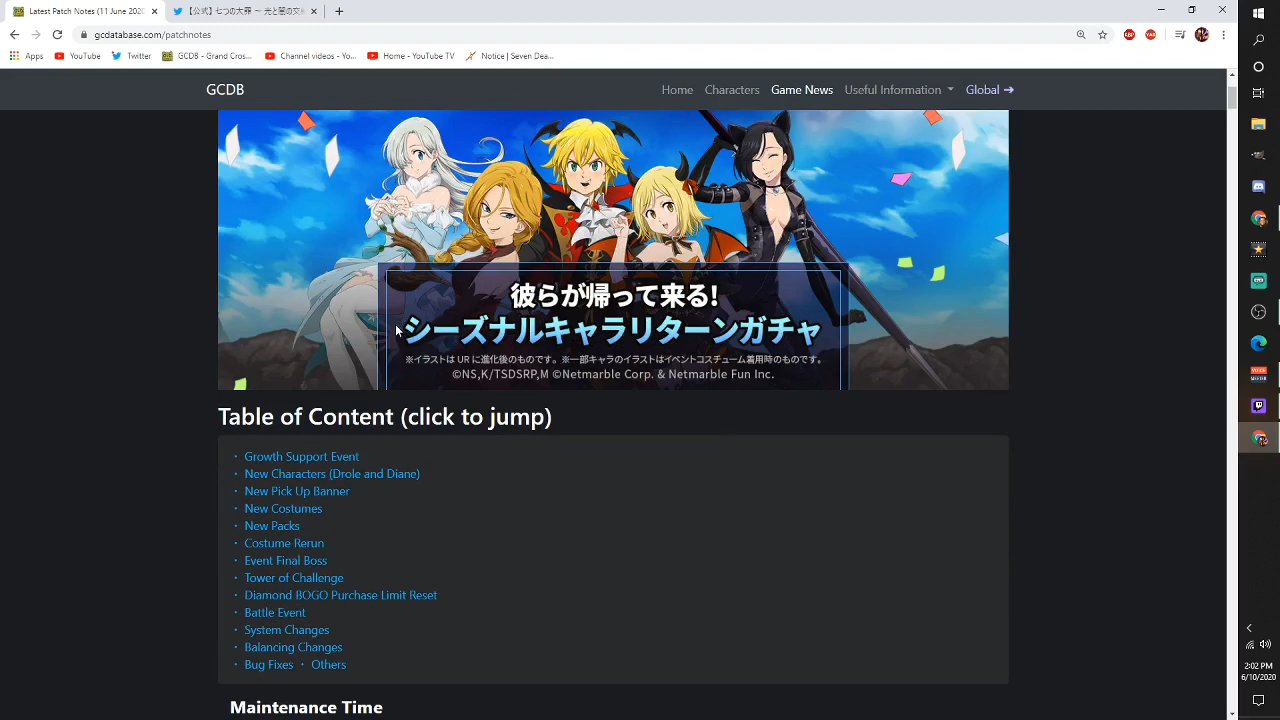 Latest Patch Notes (11 June 2020
【公式】七つの大罪 ～ 光と闇の交
gcdatabase.com/patchnotes
Apps
YouTube
Twitter
GCDB - Grand Cros...
Channel videos - Yo...
Home - YouTube TV
Notice | Seven Dea...
GCDB
Home
Characters
Game News
Useful Information
Global ➔
彼らが帰って来る!
シーズナルキャラリターンガチャ
※イラストは UR に進化後のものです。※一部キャラのイラストはイベントコスチューム着用時のものです。
©NS,K/TSDSRP,M ©Netmarble Corp. & Netmarble Fun Inc.
Table of Content (click to jump)
・ Growth Support Event
・ New Characters (Drole and Diane)
・ New Pick Up Banner
・ New Costumes
・ New Packs
・ Costume Rerun
・ Event Final Boss
・ Tower of Challenge
・ Diamond BOGO Purchase Limit Reset
・ Battle Event
・ System Changes
・ Balancing Changes
・ Bug Fixes ・ Others
Maintenance Time
ABP
2:02 PM
6/10/2020